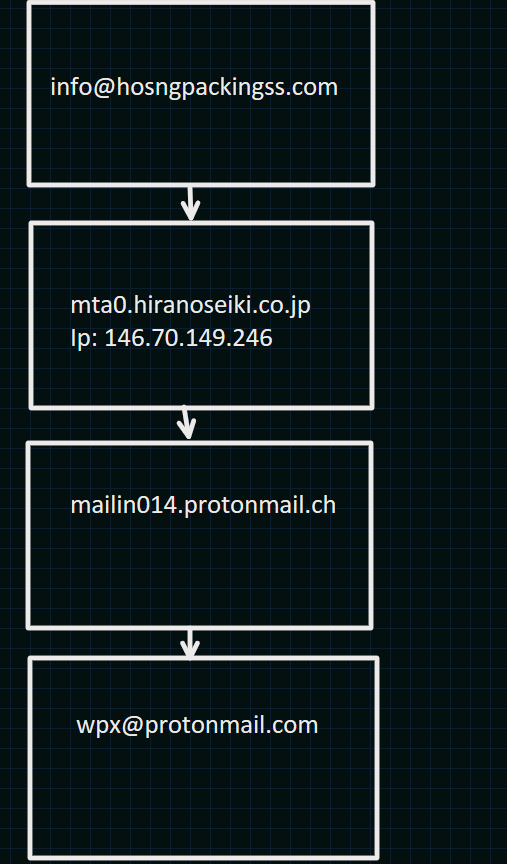 info@hosngpackingss.com
mta0.hiranoseiki.co.jp
Ip: 146.70.149.246
mailin014.protonmail.ch
wpx@protonmail.com